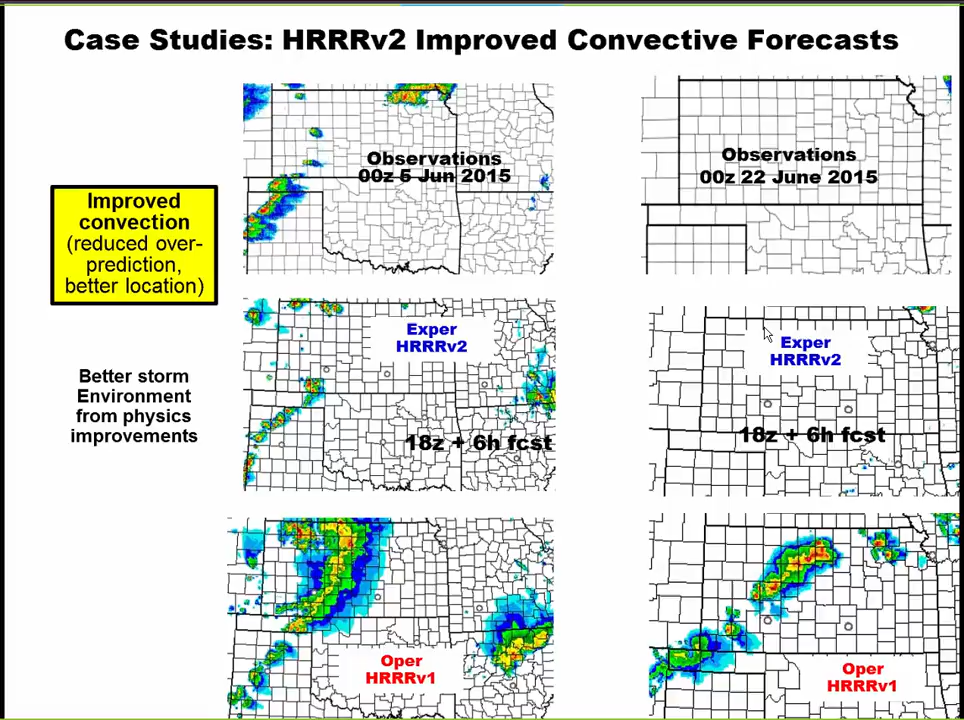 Case Studies: HRRRv2 Improved Convective Forecasts
Observations
00z 5 Jun 2015
Observations
00z 22 June 2015
Improved
convection
(reduced over-
prediction,
better location)
Exper
HRRRv2
Exper
HRRRv2
Better storm
Environment
from physics
improvements
18z + 6h fcst
18z + 6h fcst
Oper
HRRRv1
Oper
HRRRv1